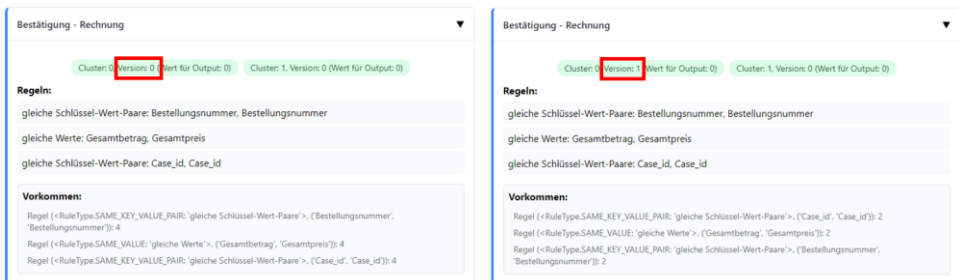 Bestätigung - Rechnung ▼
Cluster: 0, Version: 0 (Wert für Output: 0) Cluster: 1, Version: 0 (Wert für Output: 0)
Regeln:
gleiche Schlüssel-Wert-Paare: Bestellungsnummer, Bestellungsnummer
gleiche Werte: Gesamtbetrag, Gesamtpreis
gleiche Schlüssel-Wert-Paare: Case_id, Case_id
Vorkommen:
Regel (<RuleType.SAME_KEY_VALUE_PAIR: 'gleiche Schlüssel-Wert-Paare'>, ('Bestellungsnummer',
'Bestellungsnummer')): 4
Regel (<RuleType.SAME_VALUE: 'gleiche Werte'>, ('Gesamtbetrag', 'Gesamtpreis')): 4
Regel (<RuleType.SAME_KEY_VALUE_PAIR: 'gleiche Schlüssel-Wert-Paare'>, ('Case_id', 'Case_id')): 4
Bestätigung - Rechnung ▼
Cluster: 0, Version: 1 (Wert für Output: 0) Cluster: 1, Version: 0 (Wert für Output: 0)
Regeln:
gleiche Schlüssel-Wert-Paare: Bestellungsnummer, Bestellungsnummer
gleiche Werte: Gesamtbetrag, Gesamtpreis
gleiche Schlüssel-Wert-Paare: Case_id, Case_id
Vorkommen:
Regel (<RuleType.SAME_KEY_VALUE_PAIR: 'gleiche Schlüssel-Wert-Paare'>, ('Case_id', 'Case_id')): 2
Regel (<RuleType.SAME_VALUE: 'gleiche Werte'>, ('Gesamtbetrag', 'Gesamtpreis')): 2
Regel (<RuleType.SAME_KEY_VALUE_PAIR: 'gleiche Schlüssel-Wert-Paare'>, ('Bestellungsnummer',
'Bestellungsnummer')): 2